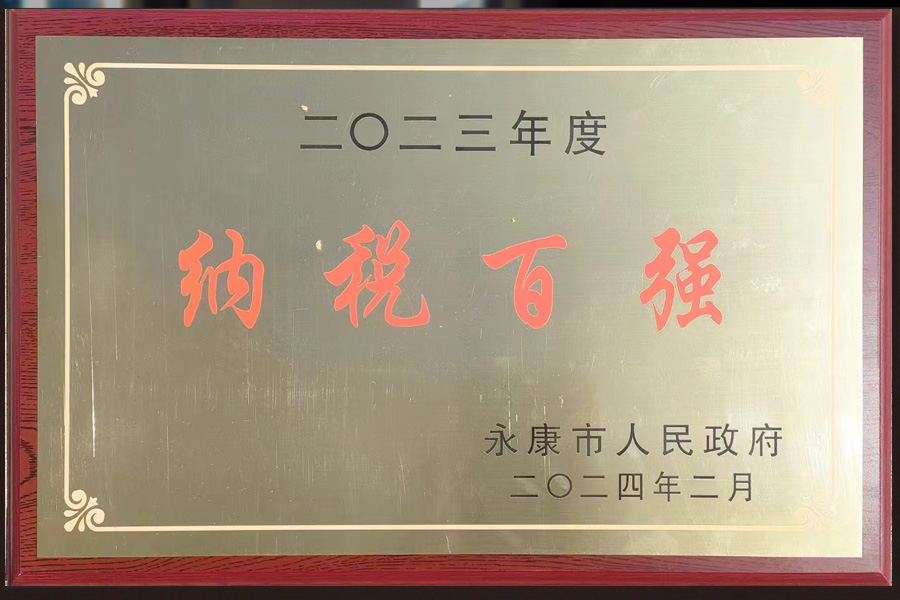 二〇二三年度
纳税百强
永康市人民政府
二〇二四年二月